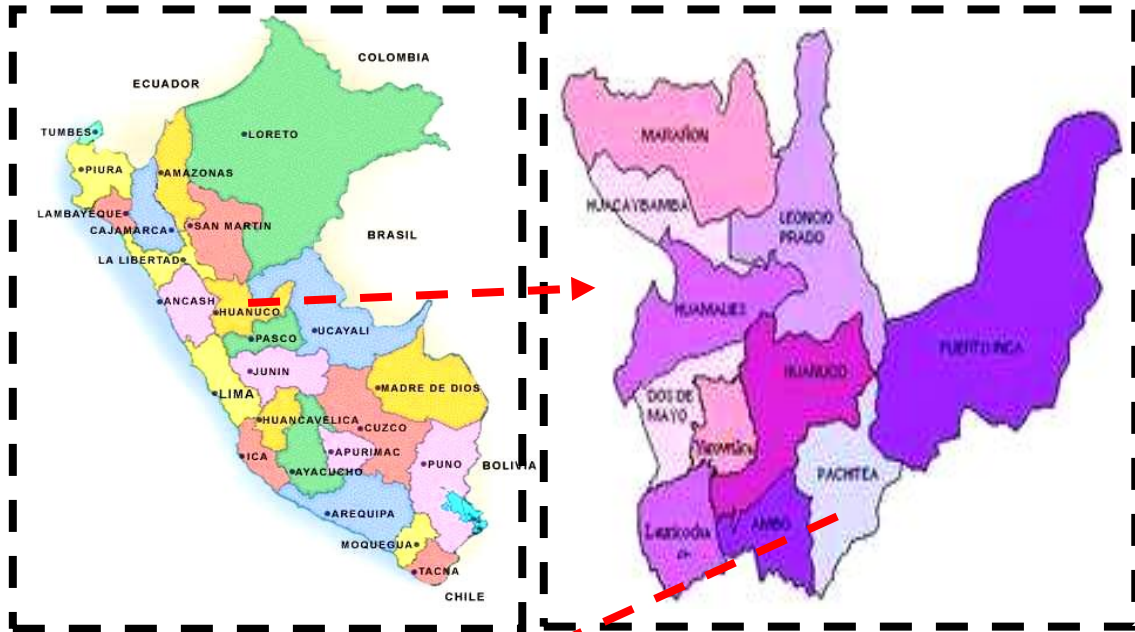 COLOMBIA
ECUADOR
TUMBES
LORETO
PIURA
AMAZONAS
LAMBAYEQUE
SAN MARTIN
CAJAMARCA
BRASIL
LA LIBERTAD
ANCASH
HUANUCO
UCAYALI
PASCO
JUNIN
MADRE DE DIOS
LIMA
HUANCAVELICA
CUZCO
ICA
APURIMAC
PUNO
BOLIVIA
AYACUCHO
AREQUIPA
MOQUEGUA
TACNA
CHILE
MARAÑON
HUACAYBAMBA
LEONCIO
PRADO
HUAMALIES
PUERTO INCA
HUANUCO
DOS DE
MAYO
PACHITEA
AMBO